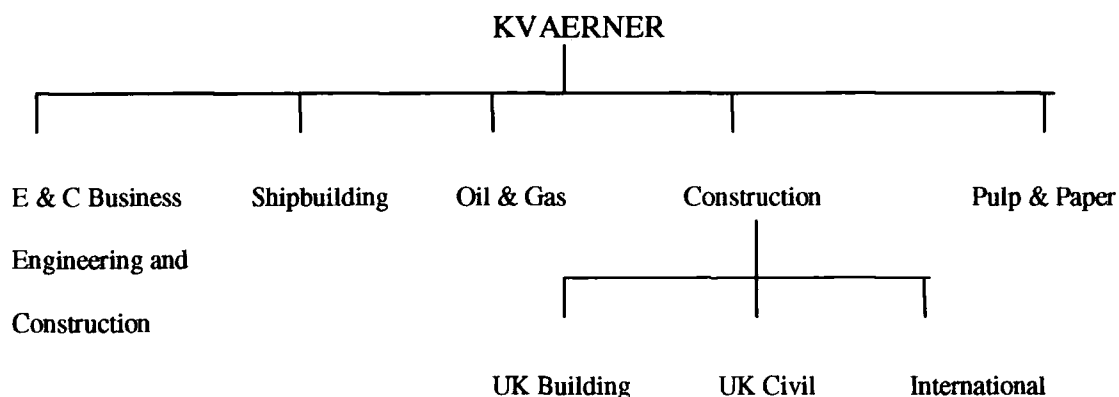 KVAERNER
E & C Business Shipbuilding Oil & Gas Construction Pulp & Paper
Engineering and
Construction
UK Building UK Civil International